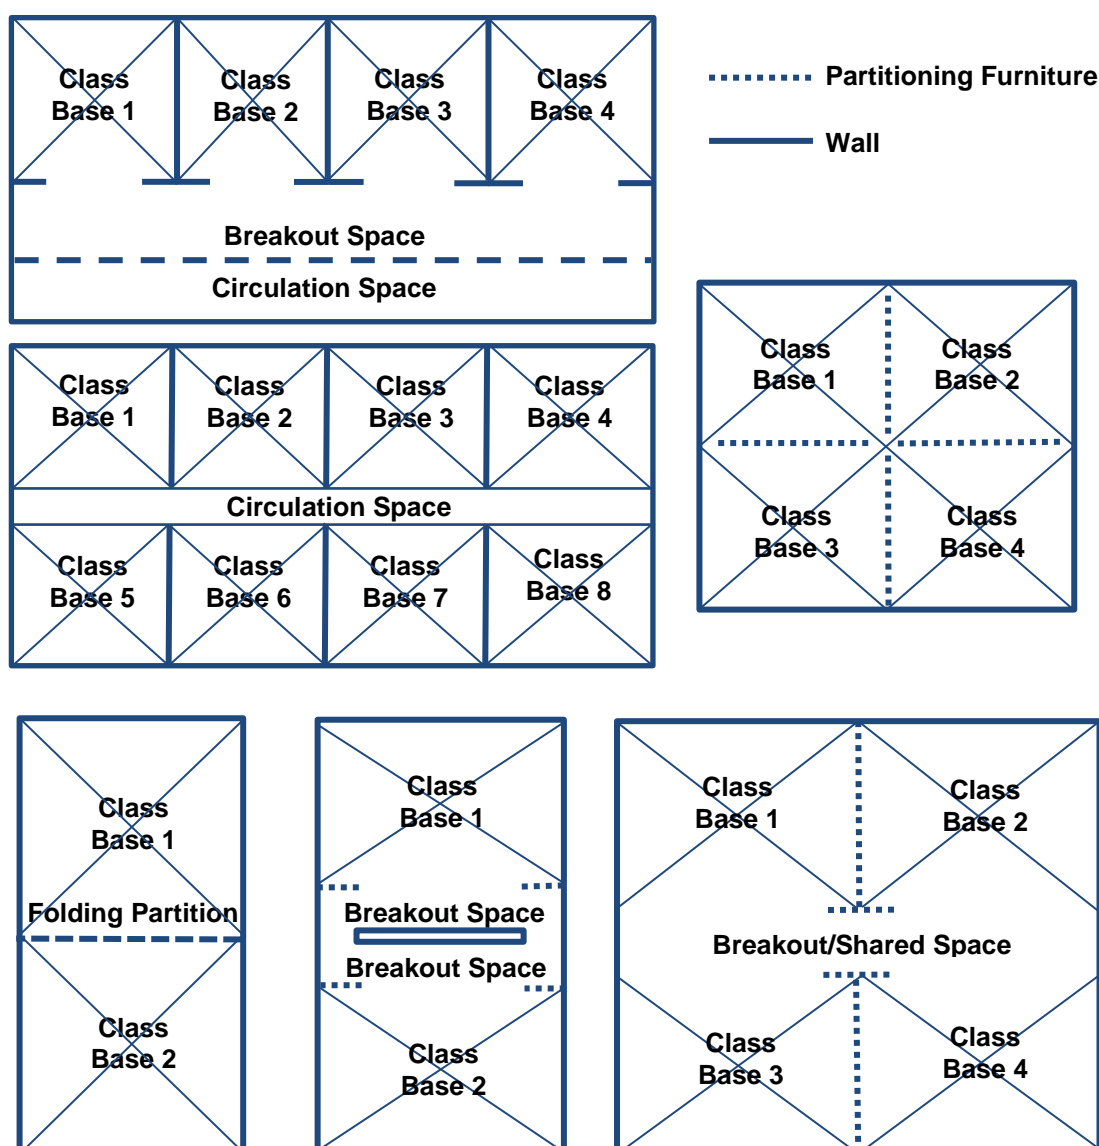 Class
Base 1
Class
Base 2
Class
Base 3
Class
Base 4
Breakout Space
Circulation Space
Partitioning Furniture
Wall
Class
Base 1
Class
Base 2
Class
Base 3
Class
Base 4
Circulation Space
Class
Base 5
Class
Base 6
Class
Base 7
Class
Base 8
Class
Base 1
Class
Base 2
Class
Base 3
Class
Base 4
Class
Base 1
Folding Partition
Class
Base 2
Class
Base 1
Breakout Space
Breakout Space
Class
Base 2
Class
Base 1
Class
Base 2
Breakout/Shared Space
Class
Base 3
Class
Base 4